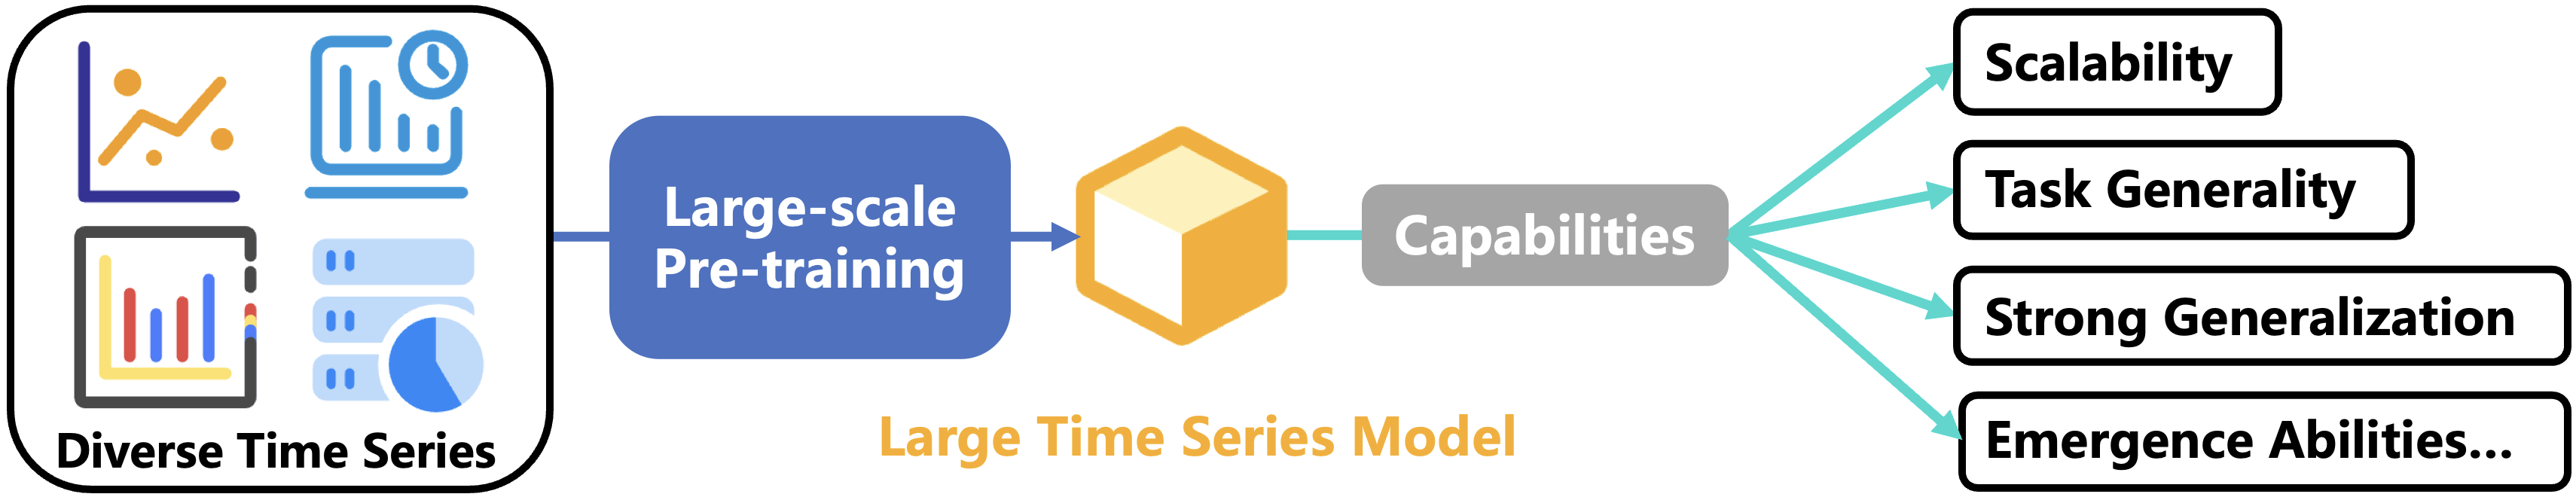 Diverse Time Series
Large-scale
Pre-training
Large Time Series Model
Capabilities
Scalability
Task Generality
Strong Generalization
Emergence Abilities...